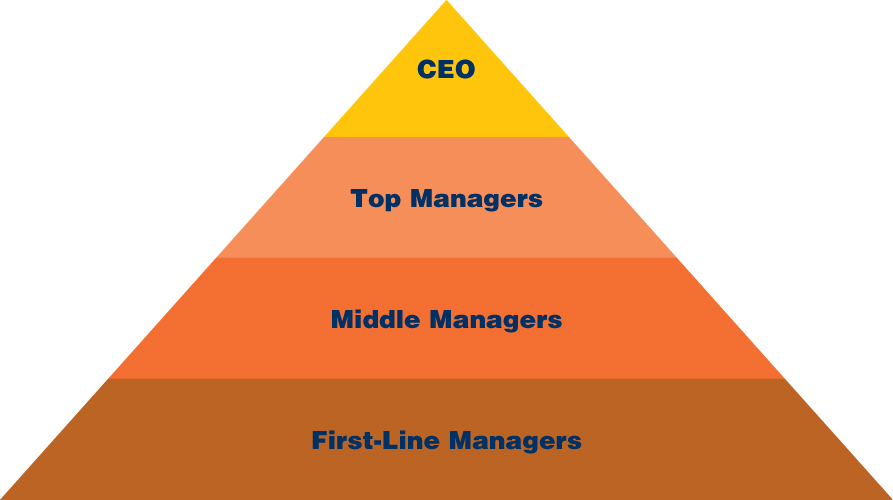 CEO
Top Managers
Middle Managers
First-Line Managers